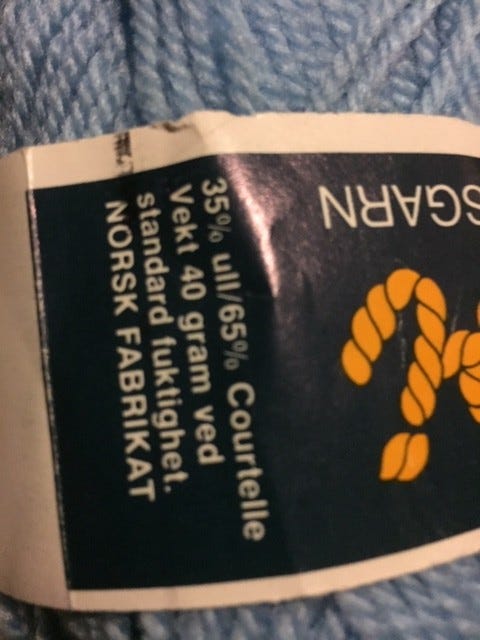 SGARN
35% ull/65% Courtelle
Vekt 40 gram ved
standard fuktighet.
NORSK FABRIKAT